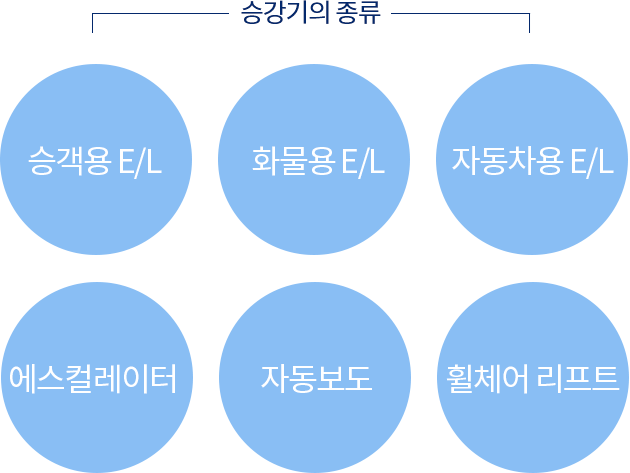 승강기의 종류
승객용 E/L
화물용 E/L
자동차용 E/L
에스컬레이터
자동보도
휠체어 리프트